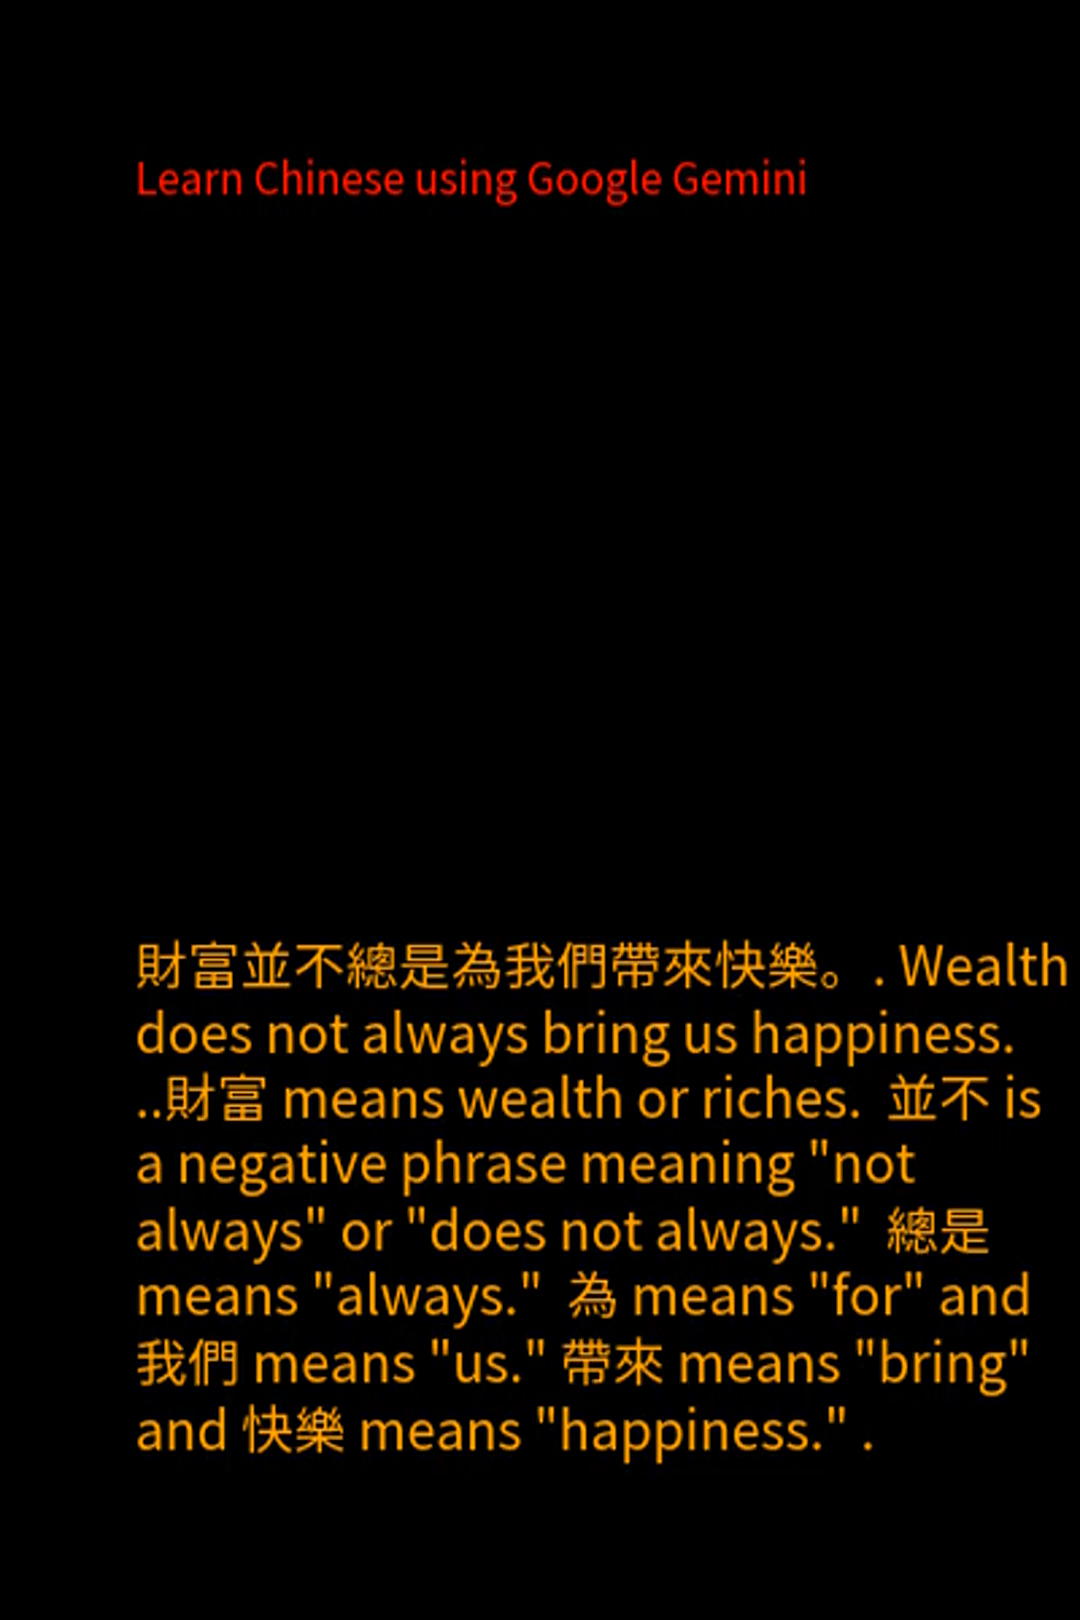 Learn Chinese using Google Gemini
財富並不總是為我們帶來快樂。. Wealth
does not always bring us happiness.
..財富 means wealth or riches.  並不 is
a negative phrase meaning "not
always" or "does not always."  總是
means "always."  為 means "for" and
我們 means "us." 帶來 means "bring"
and 快樂 means "happiness." .